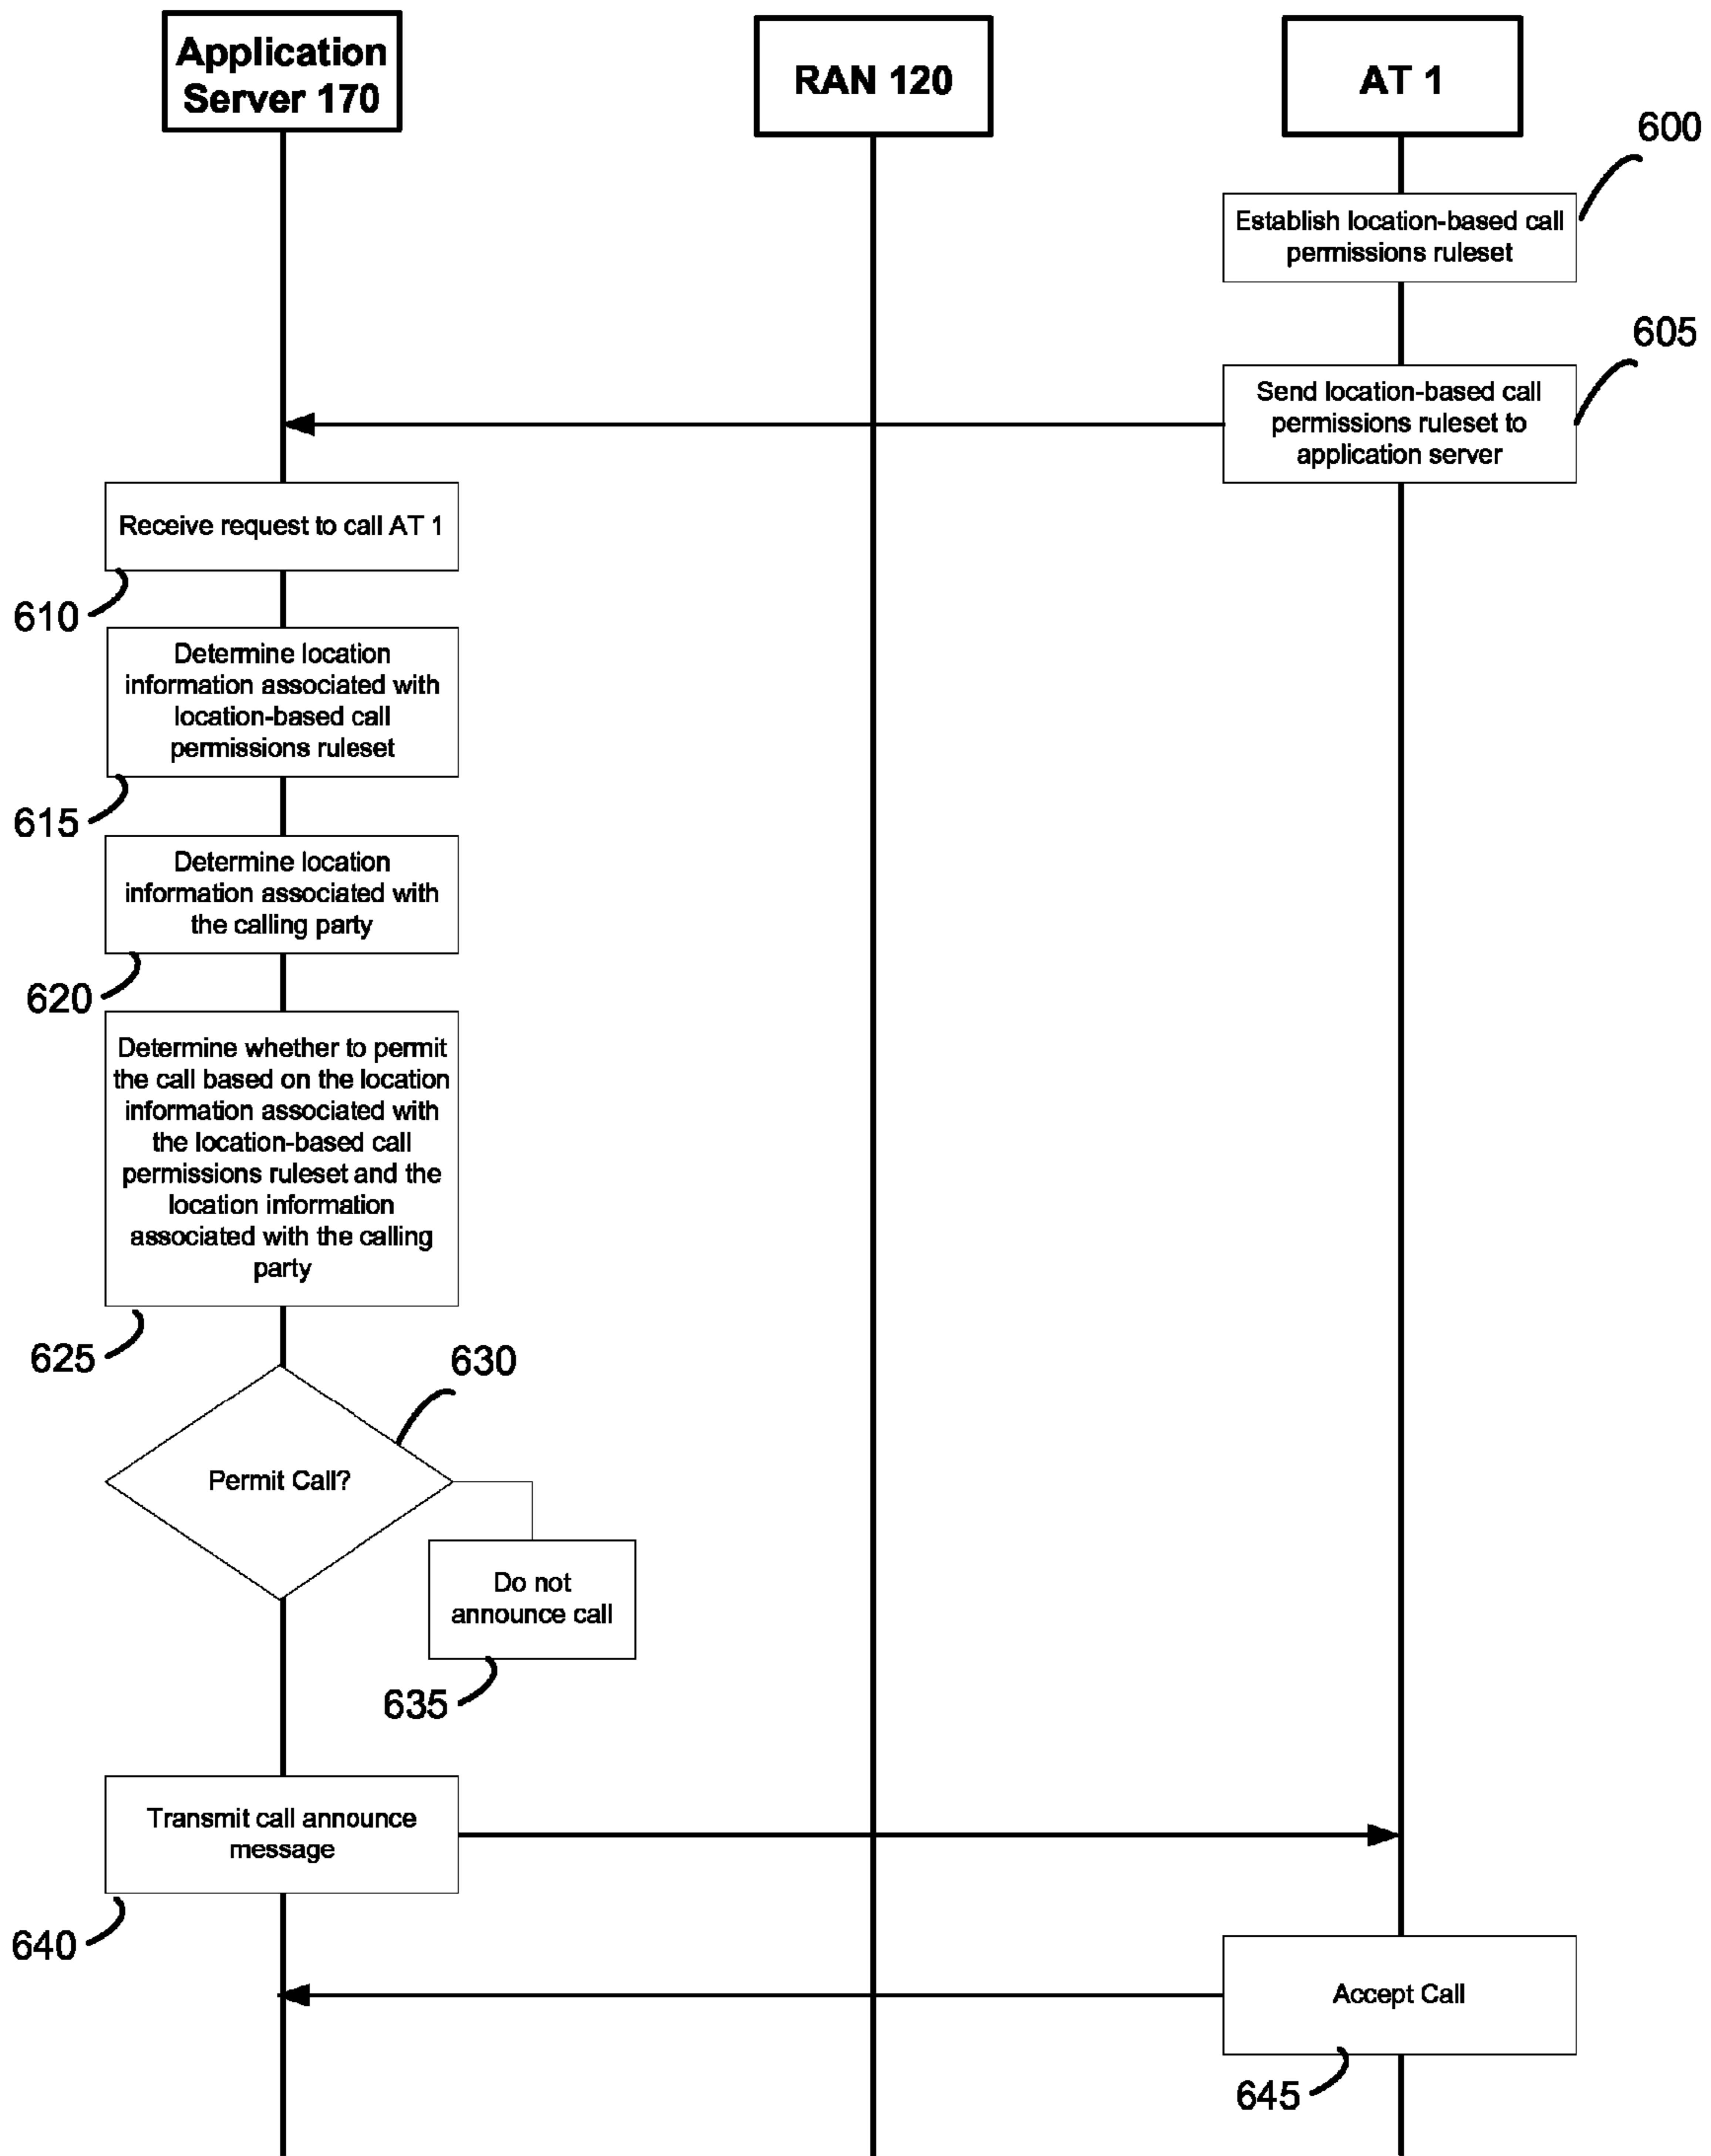 Application
Server 170
RAN 120
AT 1
600
Establish location-based call
permissions ruleset
605
Send location-based call
permissions ruleset to
application server
Receive request to call AT 1
610
Determine location
information associated with
location-based call
permissions ruleset
615
Determine location
information associated with
the calling party
620
Determine whether to permit
the call based on the location
information associated with
the location-based call
permissions ruleset and the
location information
associated with the calling
party
625
630
Permit Call?
Do not
announce call
635
Transmit call announce
message
640
Accept Call
645